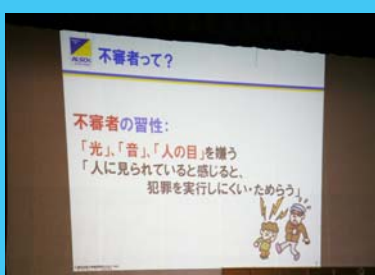 ALSOK
不審者って?
不審者の習性:
「光」、「音」、「人の目」を嫌う
「人に見られていると感じると、
犯罪を実行しにくい・ためらう」